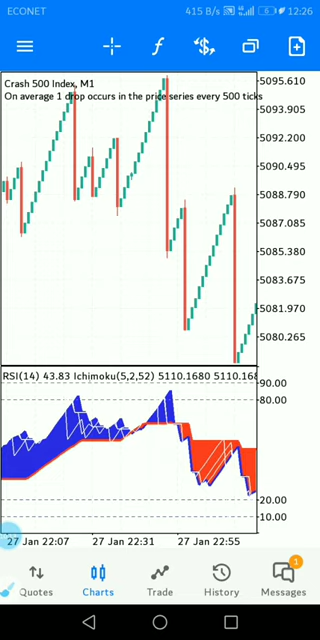 ECONET 415 B/s 6 12:26
Crash 500 Index, M1
On average 1 drop occurs in the price series every 500 ticks
5095.610
5093.905
5092.200
5090.495
5088.790
5087.085
5085.380
5083.675
5081.970
5080.265
RSI(14) 43.83 Ichimoku(5,2,52) 5110.1680 5110.168
90.00
80.00
20.00
10.00
27 Jan 22:07 27 Jan 22:31 27 Jan 22:55
1
Quotes Charts Trade History Messages